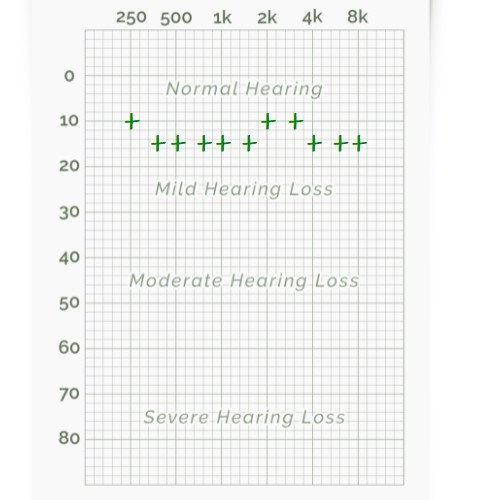 250 500 1k 2k 4k 8k
0
Normal Hearing
10
20
Mild Hearing Loss
30
40
Moderate Hearing Loss
50
60
70
Severe Hearing Loss
80